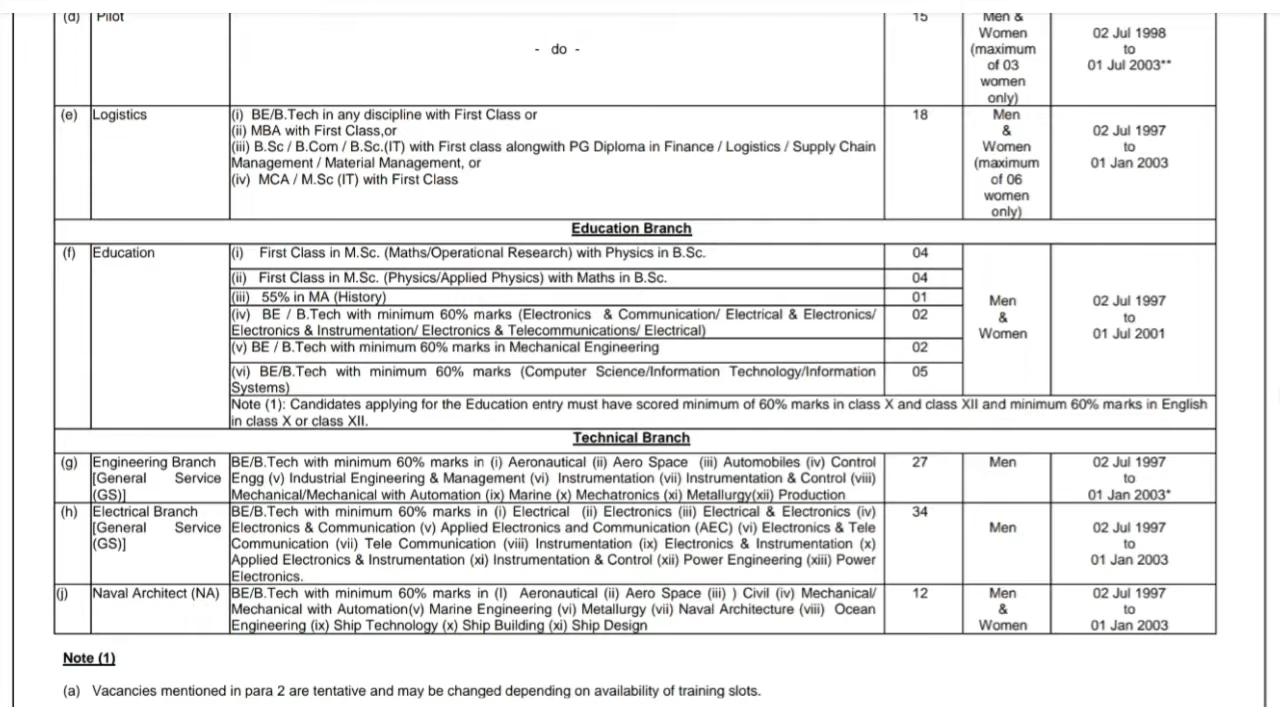 (d) Pilot - do - 15 Men & Women (maximum of 03 women only) 02 Jul 1998 to 01 Jul 2003**
(e) Logistics
(i) BE/B.Tech in any discipline with First Class or
(ii) MBA with First Class,or
(iii) B.Sc / B.Com / B.Sc.(IT) with First class alongwith PG Diploma in Finance / Logistics / Supply Chain
Management / Material Management, or
(iv) MCA / M.Sc (IT) with First Class
18
Men
&
Women
(maximum
of 06
women
only)
02 Jul 1997
to
01 Jan 2003
Education Branch
(f) Education
(i) First Class in M.Sc. (Maths/Operational Research) with Physics in B.Sc. 04
(ii) First Class in M.Sc. (Physics/Applied Physics) with Maths in B.Sc. 04
(iii) 55% in MA (History) 01
(iv) BE / B.Tech with minimum 60% marks (Electronics & Communication/ Electrical & Electronics/ 02
Electronics & Instrumentation/ Electronics & Telecommunications/ Electrical)
(v) BE / B.Tech with minimum 60% marks in Mechanical Engineering 02
(vi) BE/B.Tech with minimum 60% marks (Computer Science/Information Technology/Information 05
Systems)
Men
&
Women
02 Jul 1997
to
01 Jul 2001
Note (1): Candidates applying for the Education entry must have scored minimum of 60% marks in class X and class XII and minimum 60% marks in English
in class X or class XII.
Technical Branch
(g) Engineering Branch
[General Service
(GS)]
BE/B.Tech with minimum 60% marks in (i) Aeronautical (ii) Aero Space (iii) Automobiles (iv) Control
Engg (v) Industrial Engineering & Management (vi) Instrumentation (vii) Instrumentation & Control (viii)
Mechanical/Mechanical with Automation (ix) Marine (x) Mechatronics (xi) Metallurgy(xii) Production
27
Men
02 Jul 1997
to
01 Jan 2003*
(h) Electrical Branch
[General Service
(GS)]
BE/B.Tech with minimum 60% marks in (i) Electrical (ii) Electronics (iii) Electrical & Electronics (iv)
Electronics & Communication (v) Applied Electronics and Communication (AEC) (vi) Electronics & Tele
Communication (vii) Tele Communication (viii) Instrumentation (ix) Electronics & Instrumentation (x)
Applied Electronics & Instrumentation (xi) Instrumentation & Control (xii) Power Engineering (xiii) Power
Electronics.
34
Men
02 Jul 1997
to
01 Jan 2003
(j) Naval Architect (NA)
BE/B.Tech with minimum 60% marks in (I) Aeronautical (ii) Aero Space (iii) ) Civil (iv) Mechanical/
Mechanical with Automation(v) Marine Engineering (vi) Metallurgy (vii) Naval Architecture (viii) Ocean
Engineering (ix) Ship Technology (x) Ship Building (xi) Ship Design
12
Men
&
Women
02 Jul 1997
to
01 Jan 2003
Note (1)
(a) Vacancies mentioned in para 2 are tentative and may be changed depending on availability of training slots.